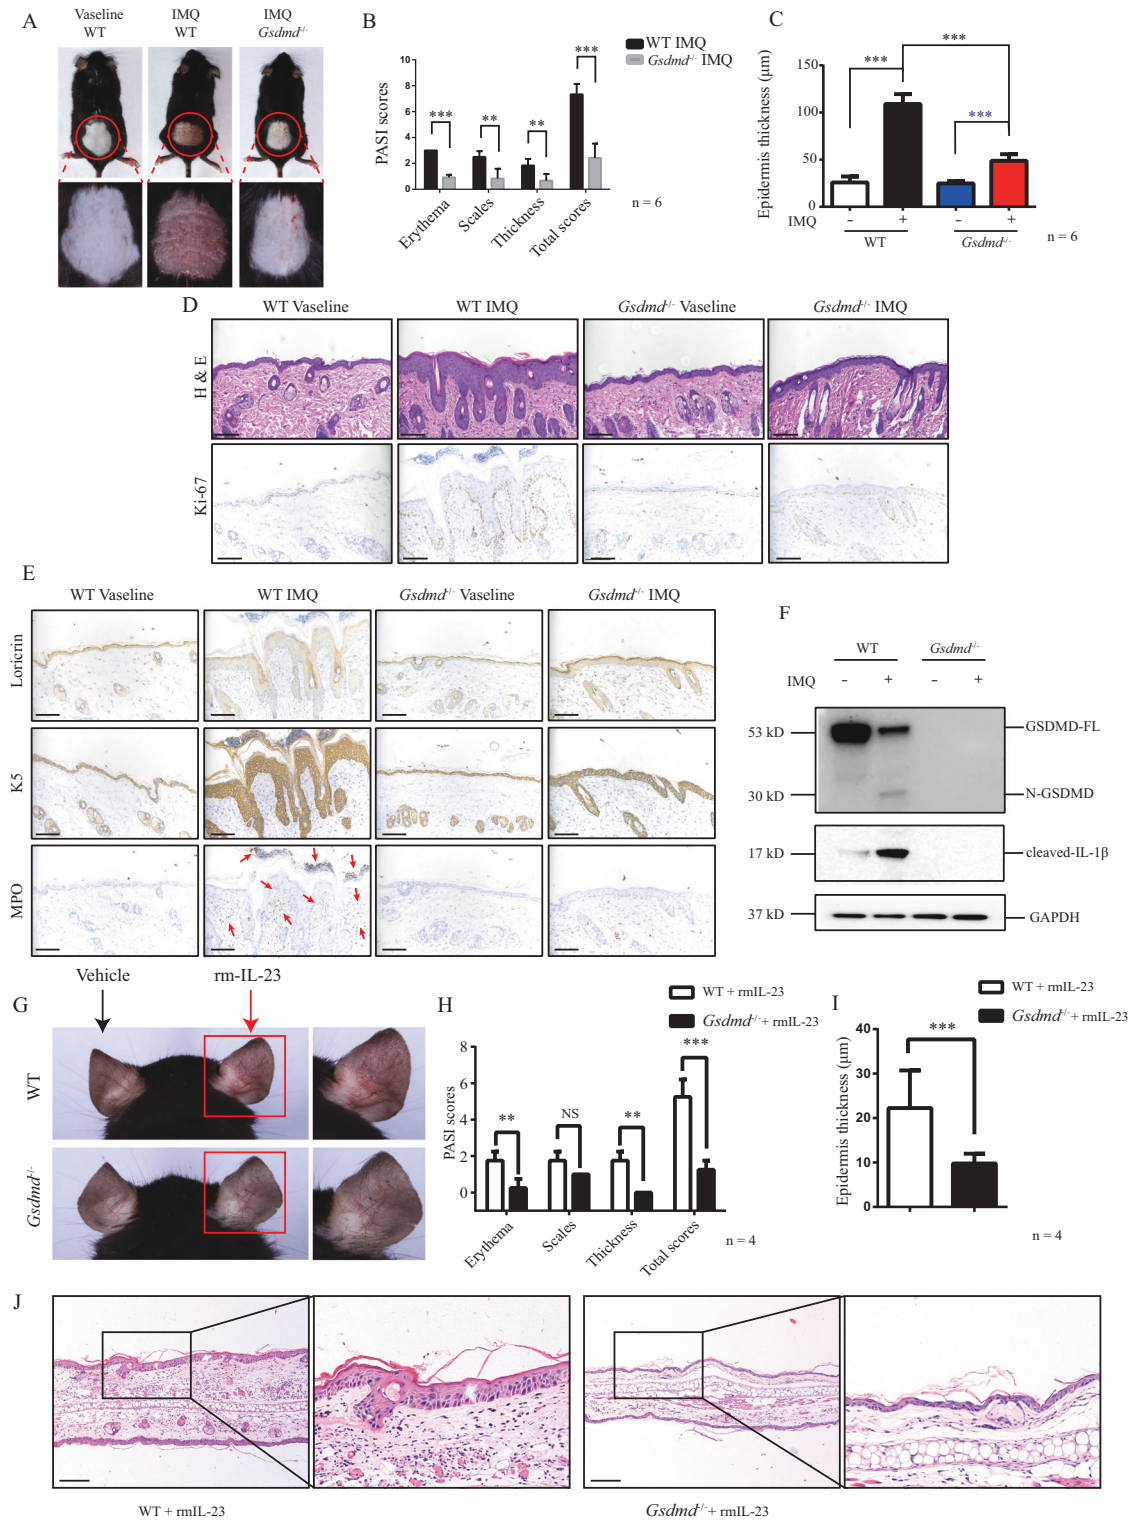 A
Vaseline
WT
IMQ
WT
IMQ
Gsdmd-/-
B
WT IMQ
Gsdmd-/- IMQ
PASI scores
10
8
6
4
2
0
***
**
**
***
Erythema
Scales
Thickness
Total scores
n = 6
C
Epidermis thickness (μm)
150
100
50
0
***
***
***
IMQ
- + - +
WT
Gsdmd-/-
n = 6
D
WT Vaseline
WT IMQ
Gsdmd-/- Vaseline
Gsdmd-/- IMQ
H & E
Ki-67
E
WT Vaseline
WT IMQ
Gsdmd-/- Vaseline
Gsdmd-/- IMQ
Loricrin
K5
MPO
F
WT
Gsdmd-/-
IMQ
- + - +
53 kD
GSDMD-FL
30 kD
N-GSDMD
17 kD
cleaved-IL-1β
37 kD
GAPDH
G
Vehicle
rm-IL-23
WT
Gsdmd-/-
H
WT + rmIL-23
Gsdmd-/- + rmIL-23
PASI scores
8
6
4
2
0
**
NS
**
***
Erythema
Scales
Thickness
Total scores
n = 4
I
WT + rmIL-23
Gsdmd-/- + rmIL-23
Epidermis thickness (μm)
40
30
20
10
0
***
n = 4
J
WT + rmIL-23
Gsdmd-/- + rmIL-23